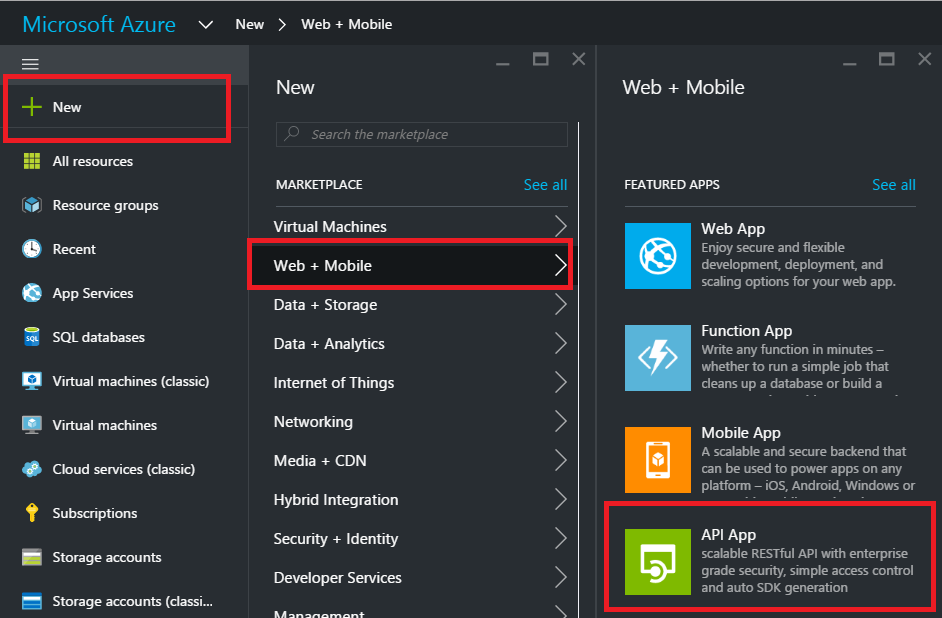 Microsoft Azure New Web + Mobile
New
All resources
Resource groups
Recent
App Services
SQL
SQL databases
Virtual machines (classic)
Virtual machines
Cloud services (classic)
Subscriptions
Storage accounts
Storage accounts (classi...
New
Search the marketplace
MARKETPLACE See all
Virtual Machines
Web + Mobile
Data + Storage
Data + Analytics
Internet of Things
Networking
Media + CDN
Hybrid Integration
Security + Identity
Developer Services
Management
Web + Mobile
FEATURED APPS See all
Web App
Enjoy secure and flexible
development, deployment, and
scaling options for your web app.
Function App
Write any function in minutes –
whether to run a simple job that
cleans up a database or build a
Mobile App
A scalable and secure backend that
can be used to power apps on any
platform – iOS, Android, Windows or
API App
scalable RESTful API with enterprise
grade security, simple access control
and auto SDK generation